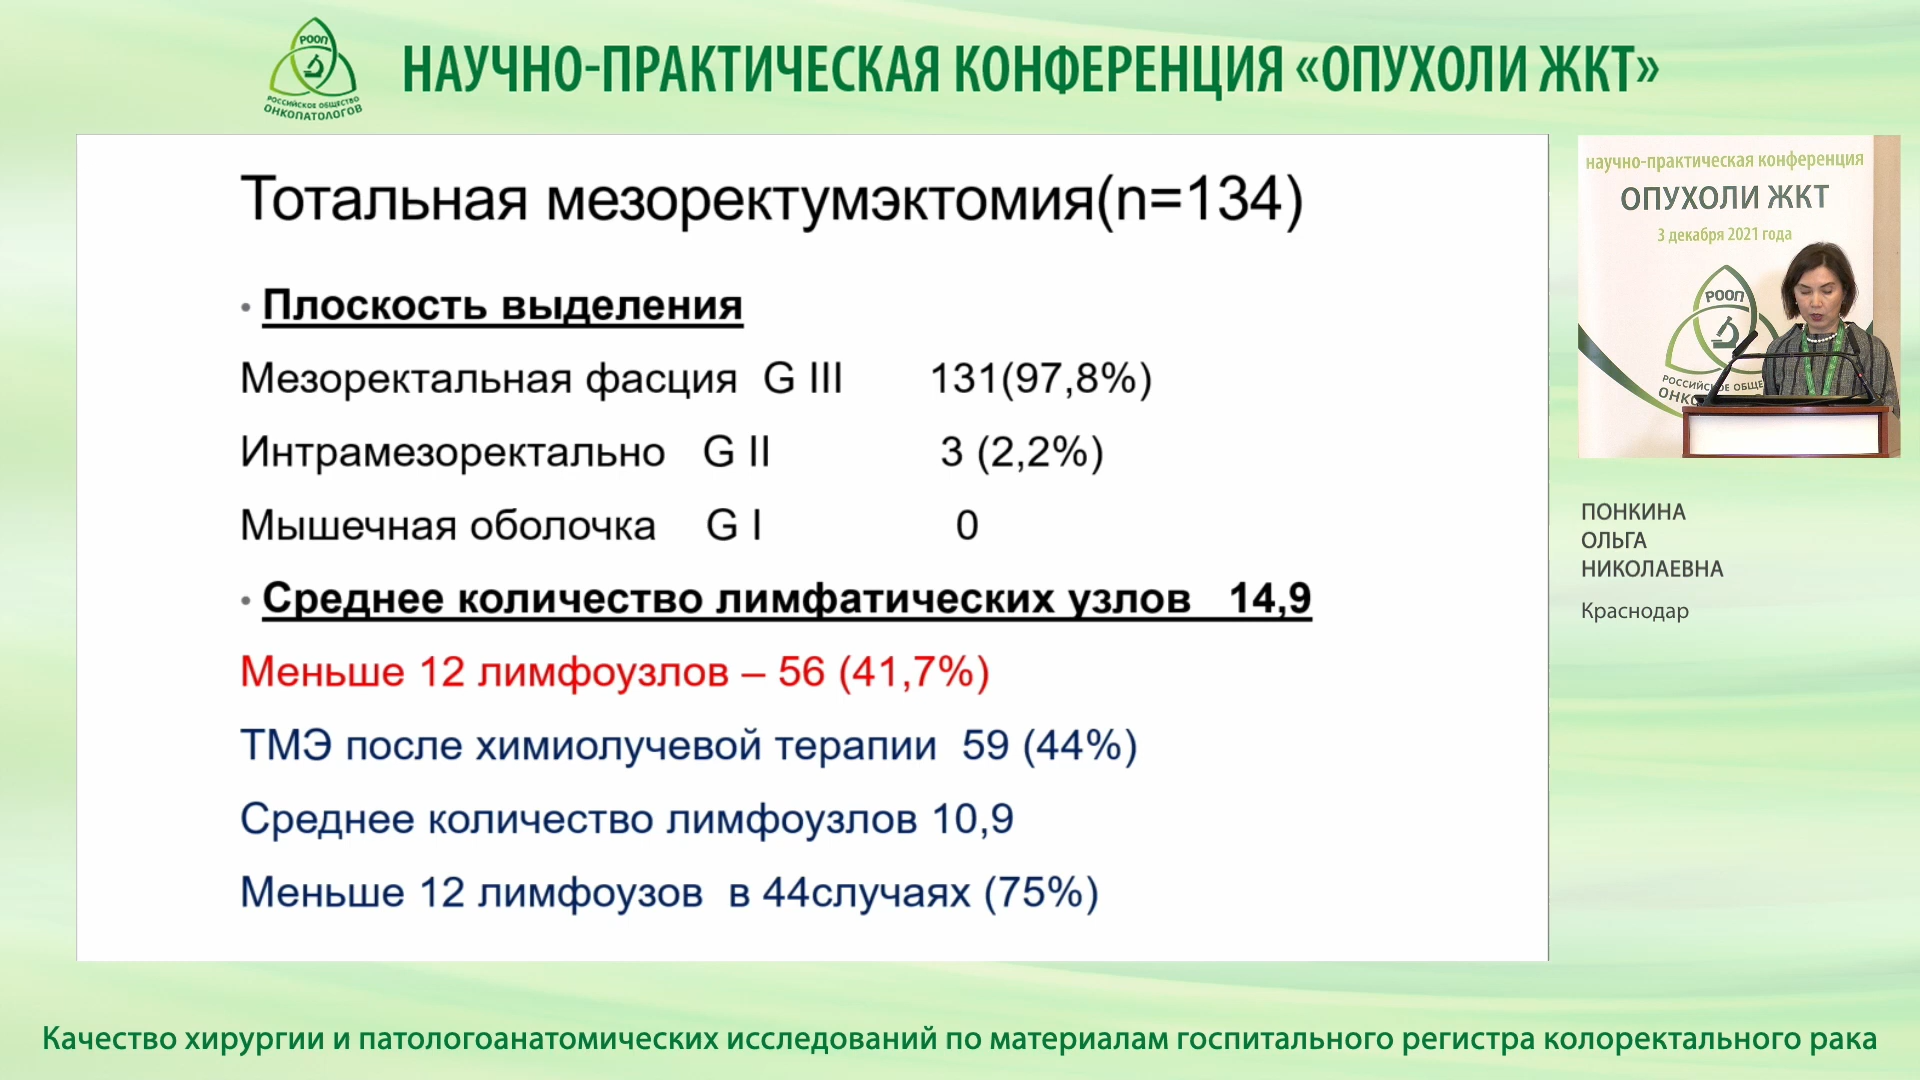 РООП
РОССИЙСКОЕ ОБЩЕСТВО
ОНКОПАТОЛОГОВ
НАУЧНО-ПРАКТИЧЕСКАЯ КОНФЕРЕНЦИЯ «ОПУХОЛИ ЖКТ»
Тотальная мезоректумэктомия(n=134)
• Плоскость выделения
Мезоректальная фасция G III 131(97,8%)
Интрамезоректально G II 3 (2,2%)
Мышечная оболочка G I 0
• Среднее количество лимфатических узлов 14,9
Меньше 12 лимфоузлов – 56 (41,7%)
ТМЭ после химиолучевой терапии 59 (44%)
Среднее количество лимфоузлов 10,9
Меньше 12 лимфоузов в 44случаях (75%)
научно-практическая конференция
ОПУХОЛИ ЖКТ
3 декабря 2021 года
РООП
ПОНКИНА
ОЛЬГА
НИКОЛАЕВНА
Краснодар
Качество хирургии и патологоанатомических исследований по материалам госпитального регистра колоректального рака